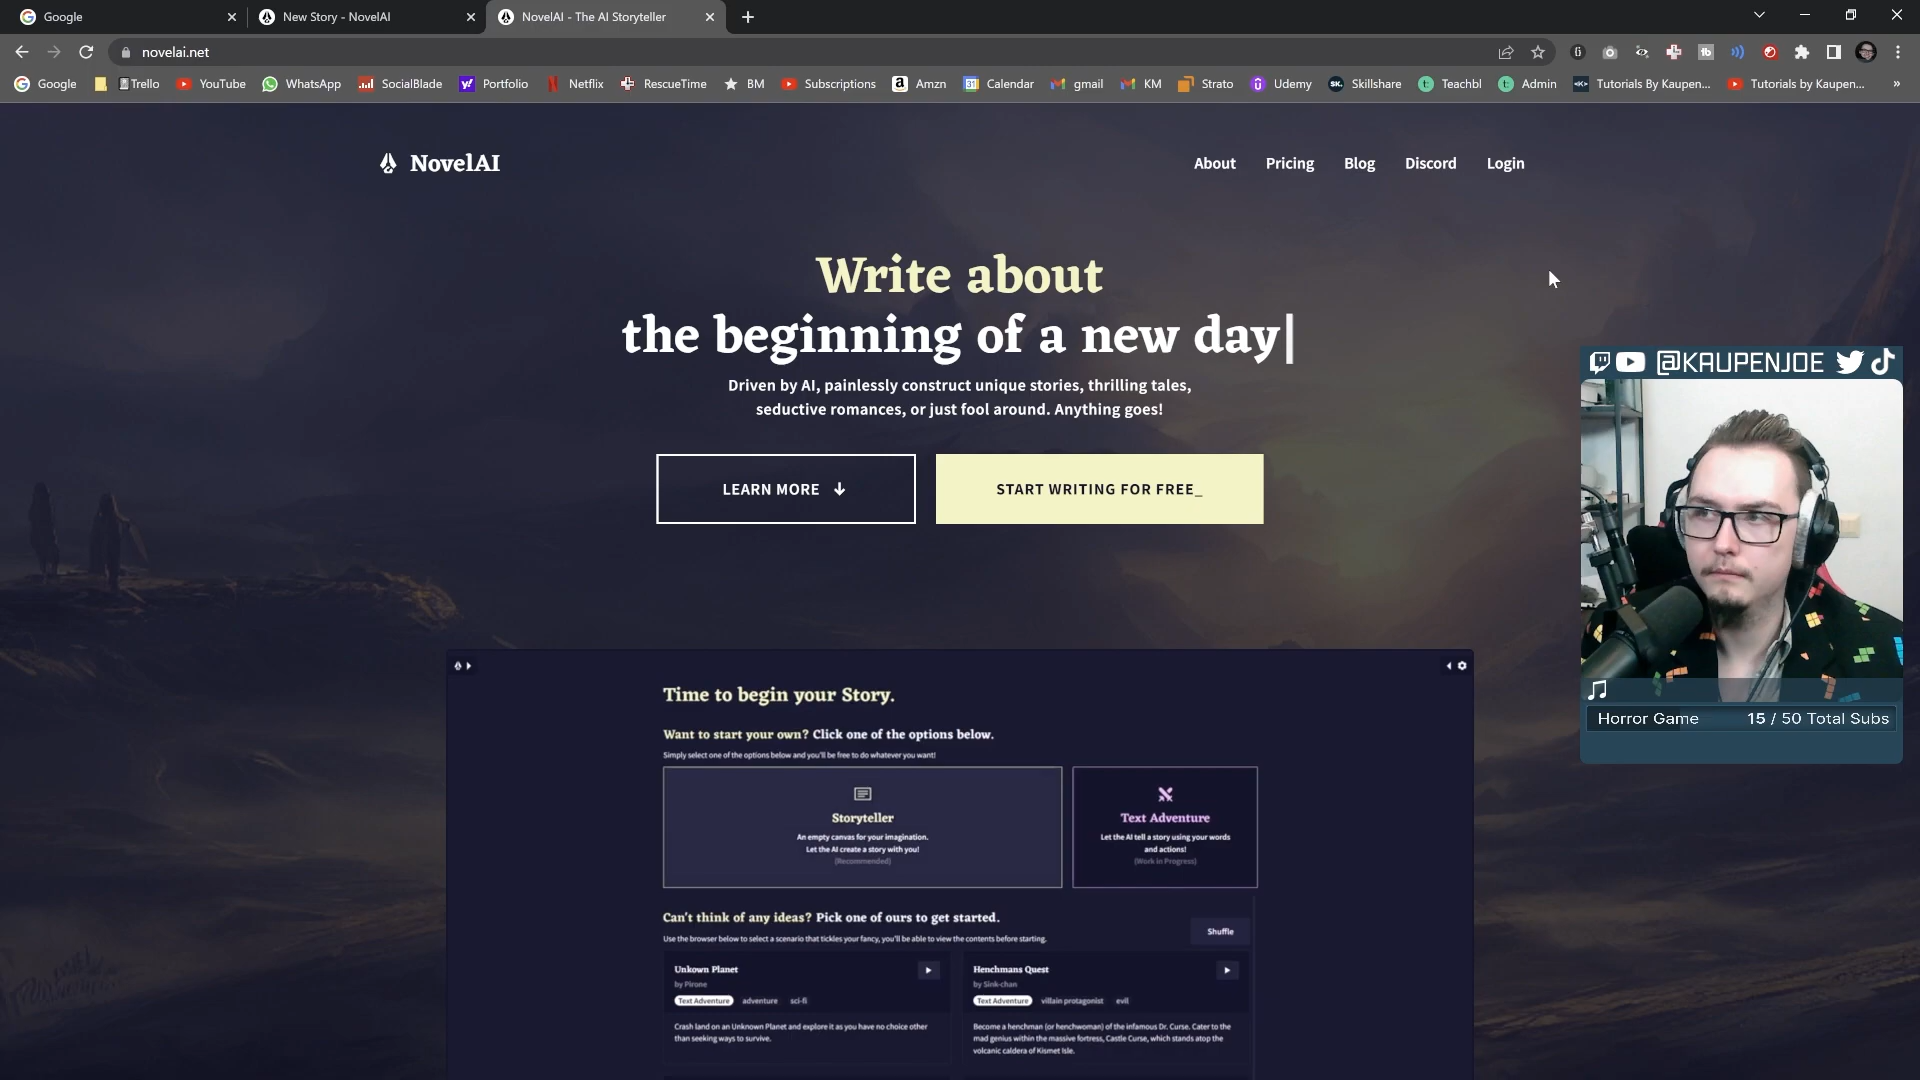 Google
New Story - NovelAI
NovelAI - The AI Storyteller
novelai.net
Google
Trello
YouTube
WhatsApp
SocialBlade
Portfolio
Netflix
RescueTime
BM
Subscriptions
Amzn
Calendar
gmail
KM
Strato
Udemy
Skillshare
Teachbl
Admin
Tutorials By Kaupen...
Tutorials by Kaupen...
»
NovelAI
About
Pricing
Blog
Discord
Login
Write about
the beginning of a new day|
Driven by AI, painlessly construct unique stories, thrilling tales,
seductive romances, or just fool around. Anything goes!
LEARN MORE
START WRITING FOR FREE_
@KAUPENJOE
Horror Game 15 / 50 Total Subs
Time to begin your Story.
Want to start your own? Click one of the options below.
Simply select one of the options below and you'll be free to do whatever you want!
Storyteller
An empty canvas for your imagination.
Let the AI create a story with you!
(Recommended)
Text Adventure
Let the AI tell a story using your words
and actions!
(Work in Progress)
Can't think of any ideas? Pick one of ours to get started.
Use the browser below to select a scenario that tickles your fancy, you'll be able to view the contents before starting.
Shuffle
Unkown Planet
by Pirone
Text Adventure adventure sci-fi
Crash land on an Unknown Planet and explore it as you have no choice other
than seeking ways to survive.
Henchmans Quest
by Sink-chan
Text Adventure villain protagonist evil
Become a henchman (or henchwoman) of the infamous Dr. Curse. Cater to the
mad genius within the massive fortress, Castle Curse, which stands atop the
volcanic caldera of Kismet Isle.